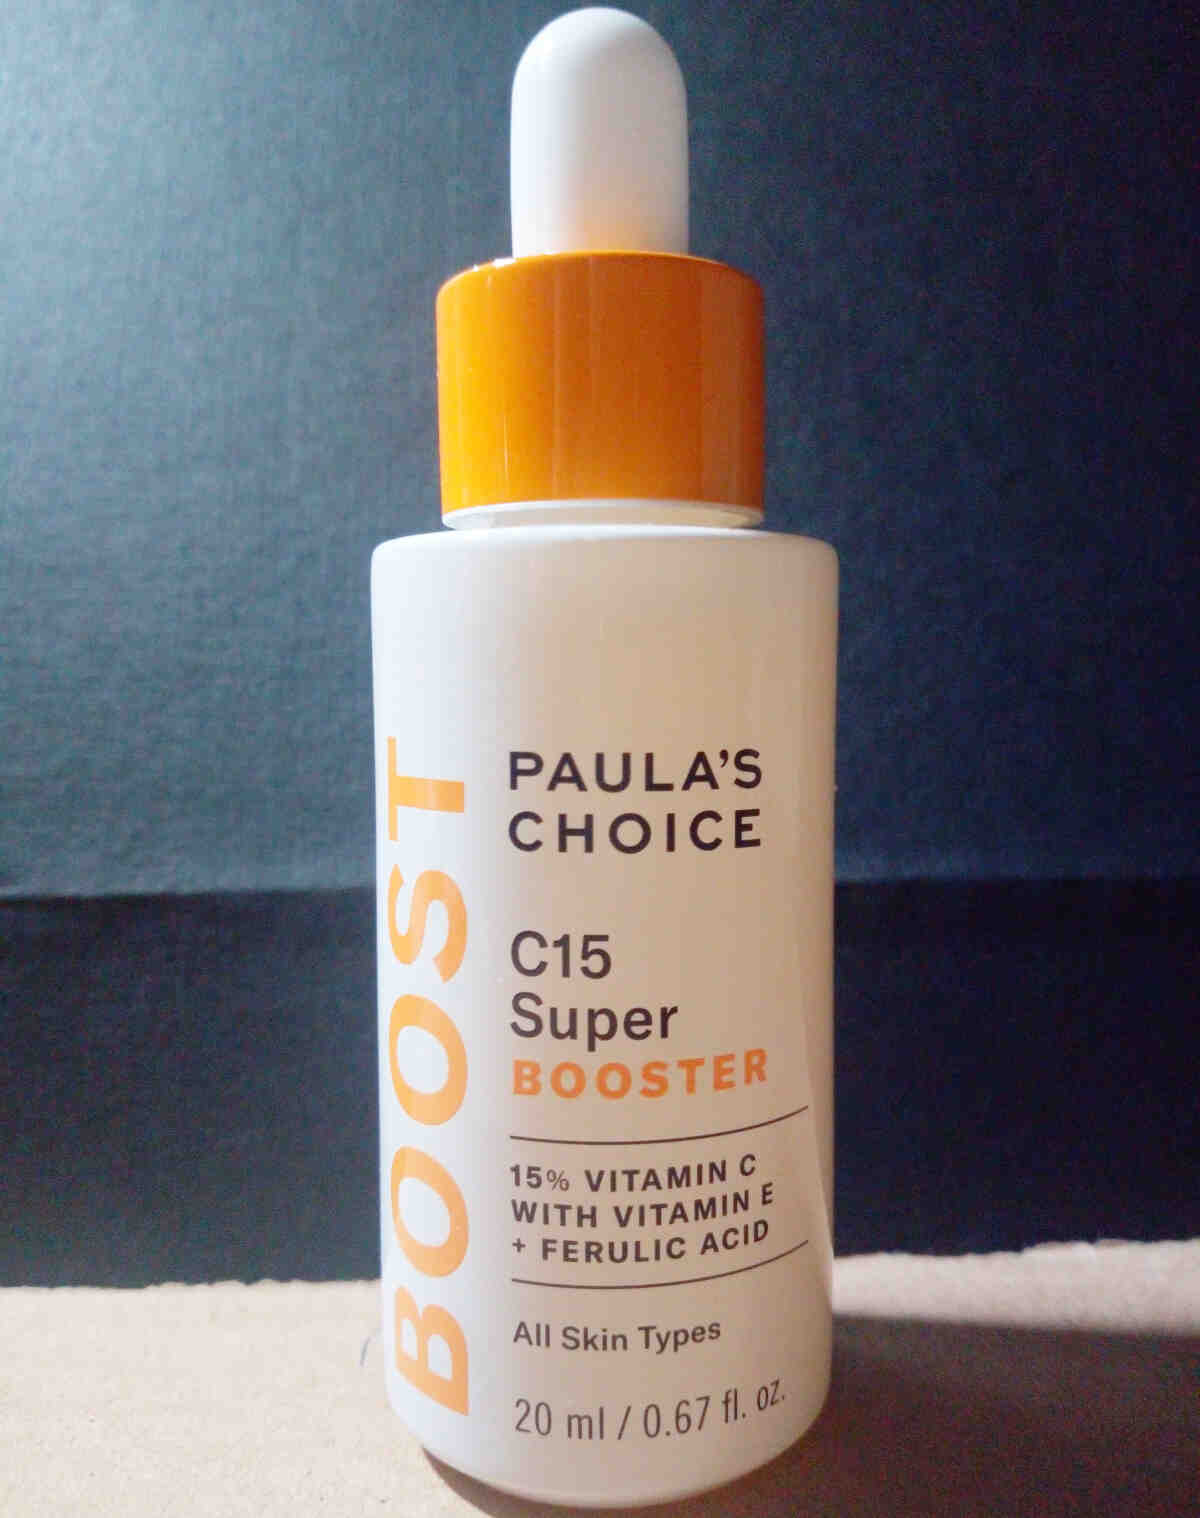 BOOST
PAULA'S
CHOICE
C15
Super
BOOSTER
15% VITAMIN C
WITH VITAMIN E
+ FERULIC ACID
All Skin Types
20 ml / 0.67 fl. oz.